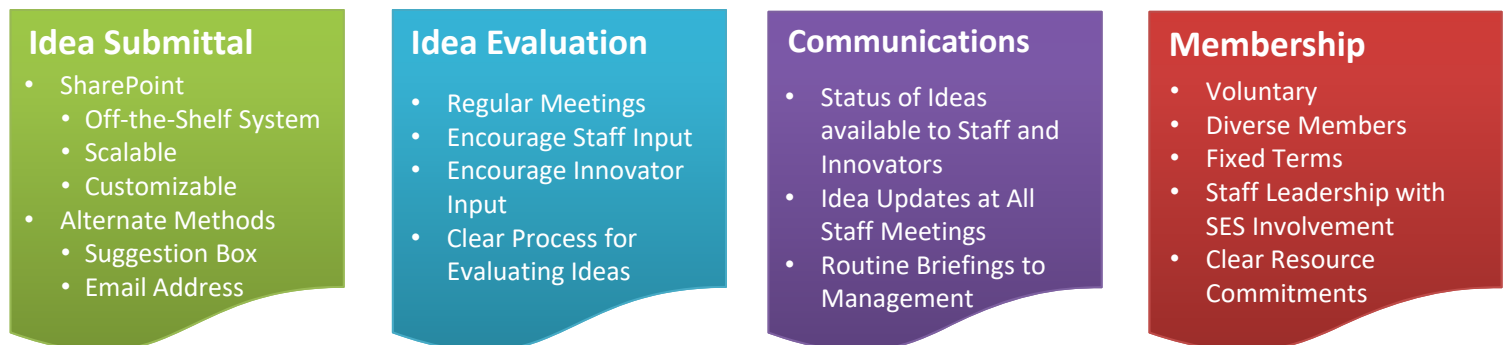 Idea Submittal
• SharePoint
• Off-the-Shelf System
• Scalable
• Customizable
• Alternate Methods
• Suggestion Box
• Email Address
Idea Evaluation
• Regular Meetings
• Encourage Staff Input
• Encourage Innovator
Input
• Clear Process for
Evaluating Ideas
Communications
• Status of Ideas
available to Staff and
Innovators
• Idea Updates at All
Staff Meetings
• Routine Briefings to
Management
Membership
• Voluntary
• Diverse Members
• Fixed Terms
• Staff Leadership with
SES Involvement
• Clear Resource
Commitments